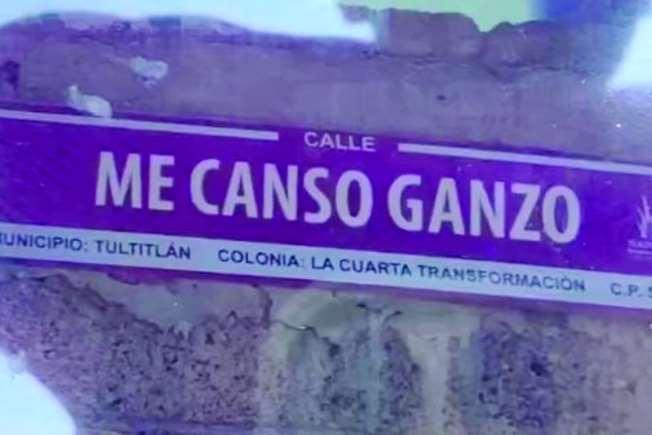 CALLE
ME CANSO GANZO
MUNICIPIO: TULTITLÁN COLONIA: LA CUARTA TRANSFORMACIÓN C.P.